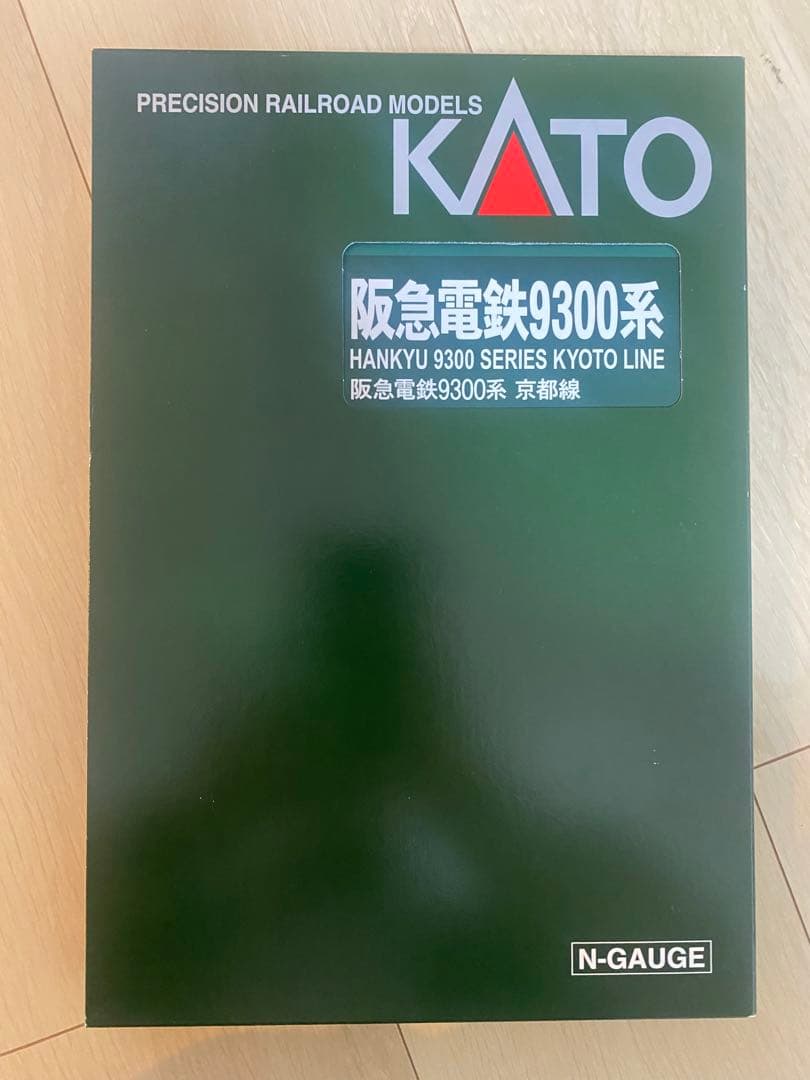 PRECISION RAILROAD MODELS
KATO
阪急電鉄9300系
HANKYU 9300 SERIES KYOTO LINE
阪急電鉄9300系 京都線
N-GAUGE